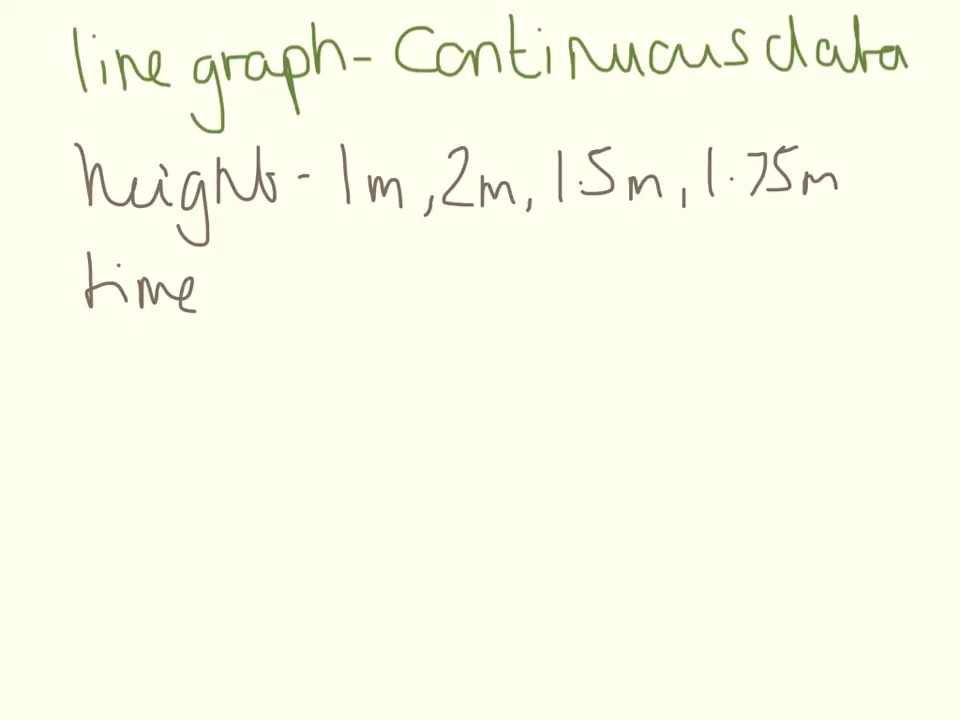 line graph - Continuous data
height - 1m, 2m, 1.5m, 1.75m
time